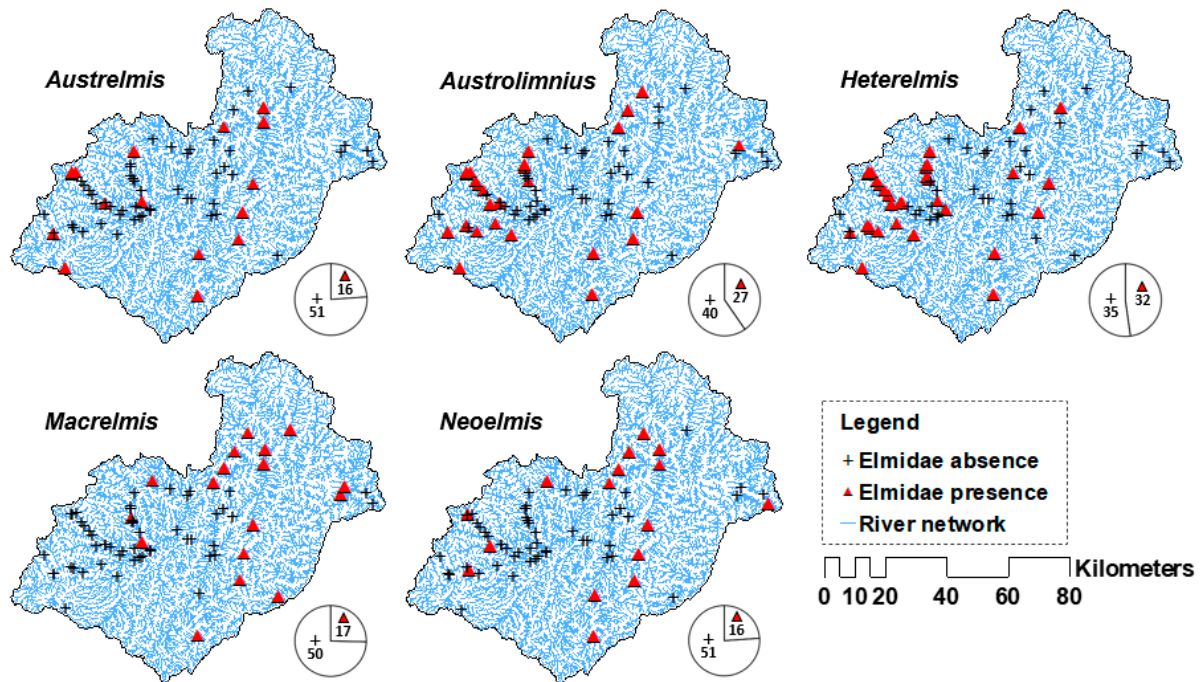 Austrelmis
Austrolimnius
Heterelmis
16
+
51
27
+
40
32
+
35
Macrelmis
Neoelmis
17
+
50
16
+
51
Legend
+ Elmidae absence
Elmidae presence
River network
Kilometers
0 10 20 40 60 80